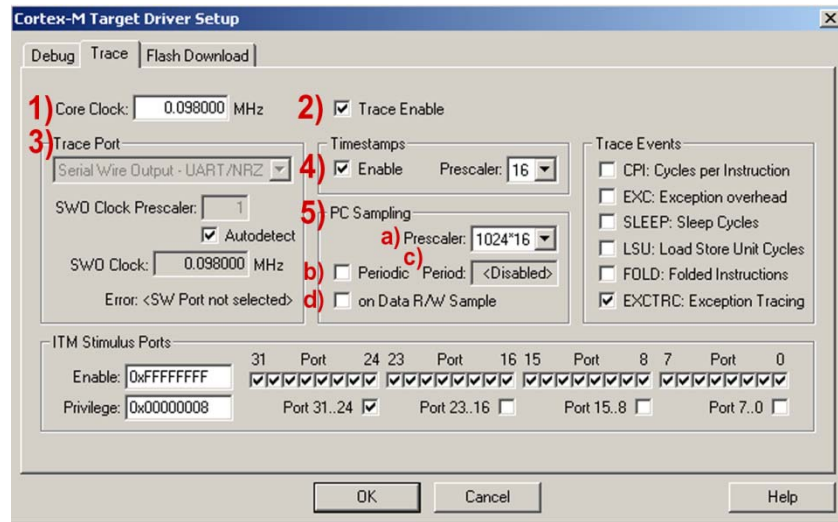 Cortex-M Target Driver Setup
Debug Trace Flash Download
1) Core Clock: 0.098000 MHz 2) Trace Enable
3) Trace Port
Serial Wire Output - UART/NRZ
SWO Clock Prescaler: 1
Autodetect
SWO Clock: 0.098000 MHz
Error: <SW Port not selected>
Timestamps
4) Enable Prescaler: 16
5) PC Sampling
a) Prescaler: 1024*16
c)
b) Periodic Period: <Disabled>
d) on Data R/W Sample
Trace Events
CPI: Cycles per Instruction
EXC: Exception overhead
SLEEP: Sleep Cycles
LSU: Load Store Unit Cycles
FOLD: Folded Instructions
EXCTRC: Exception Tracing
ITM Stimulus Ports
31 Port 24 23 Port 16 15 Port 8 7 Port 0
Enable: 0xFFFFFFFF
Privilege: 0x00000008 Port 31..24 Port 23..16 Port 15..8 Port 7..0
OK Cancel Help